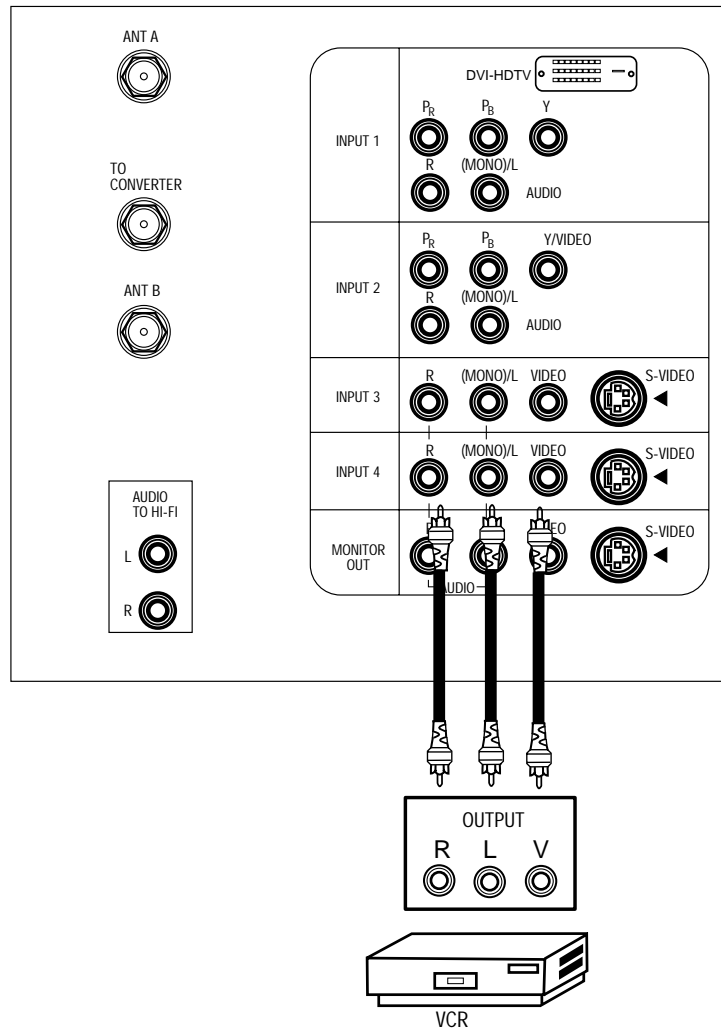 ANT A
TO
CONVERTER
ANT B
AUDIO
TO HI-FI
L
R
DVI-HDTV
INPUT 1
PR PB Y
R (MONO)/L
AUDIO
INPUT 2
PR PB Y/VIDEO
R (MONO)/L
AUDIO
INPUT 3
R (MONO)/L VIDEO S-VIDEO
INPUT 4
R (MONO)/L VIDEO S-VIDEO
MONITOR
OUT
S-VIDEO
AUDIO
OUTPUT
R L V
VCR